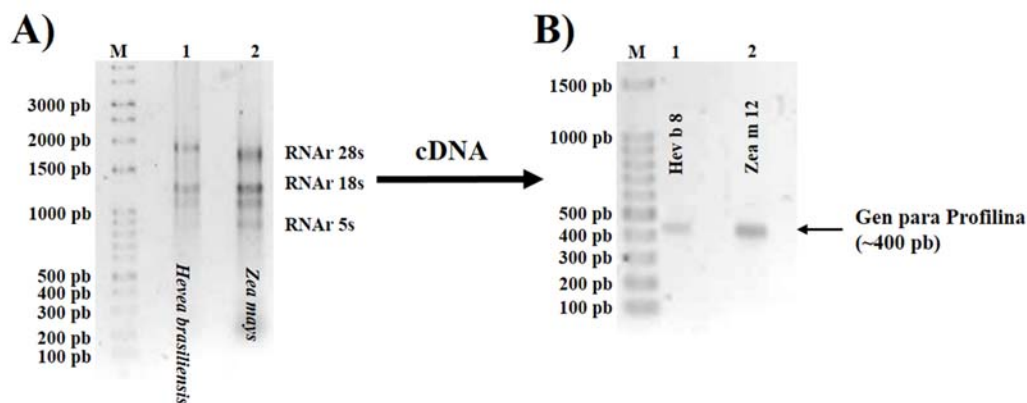 A)
M 1 2
3000 pb
2000 pb
1500 pb
1000 pb
500 pb
400 pb
300 pb
200 pb
100 pb
Hevea brasiliensis
Zea mays
RNAr 28s
RNAr 18s
RNAr 5s
cDNA
B)
M 1 2
1500 pb
1000 pb
500 pb
400 pb
300 pb
200 pb
100 pb
Hev b 8
Zea m 12
Gen para Profilina
(~400 pb)